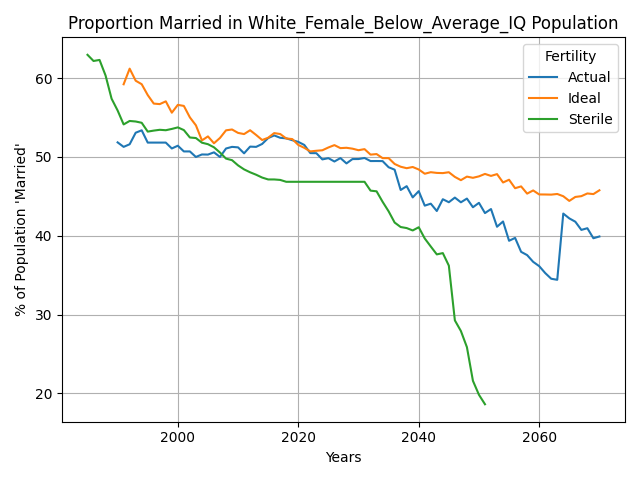 Proportion Married in White_Female_Below_Average_IQ Population
% of Population 'Married'
60
50
40
30
20
Fertility
Actual
Ideal
Sterile
2000 2020 2040 2060
Years